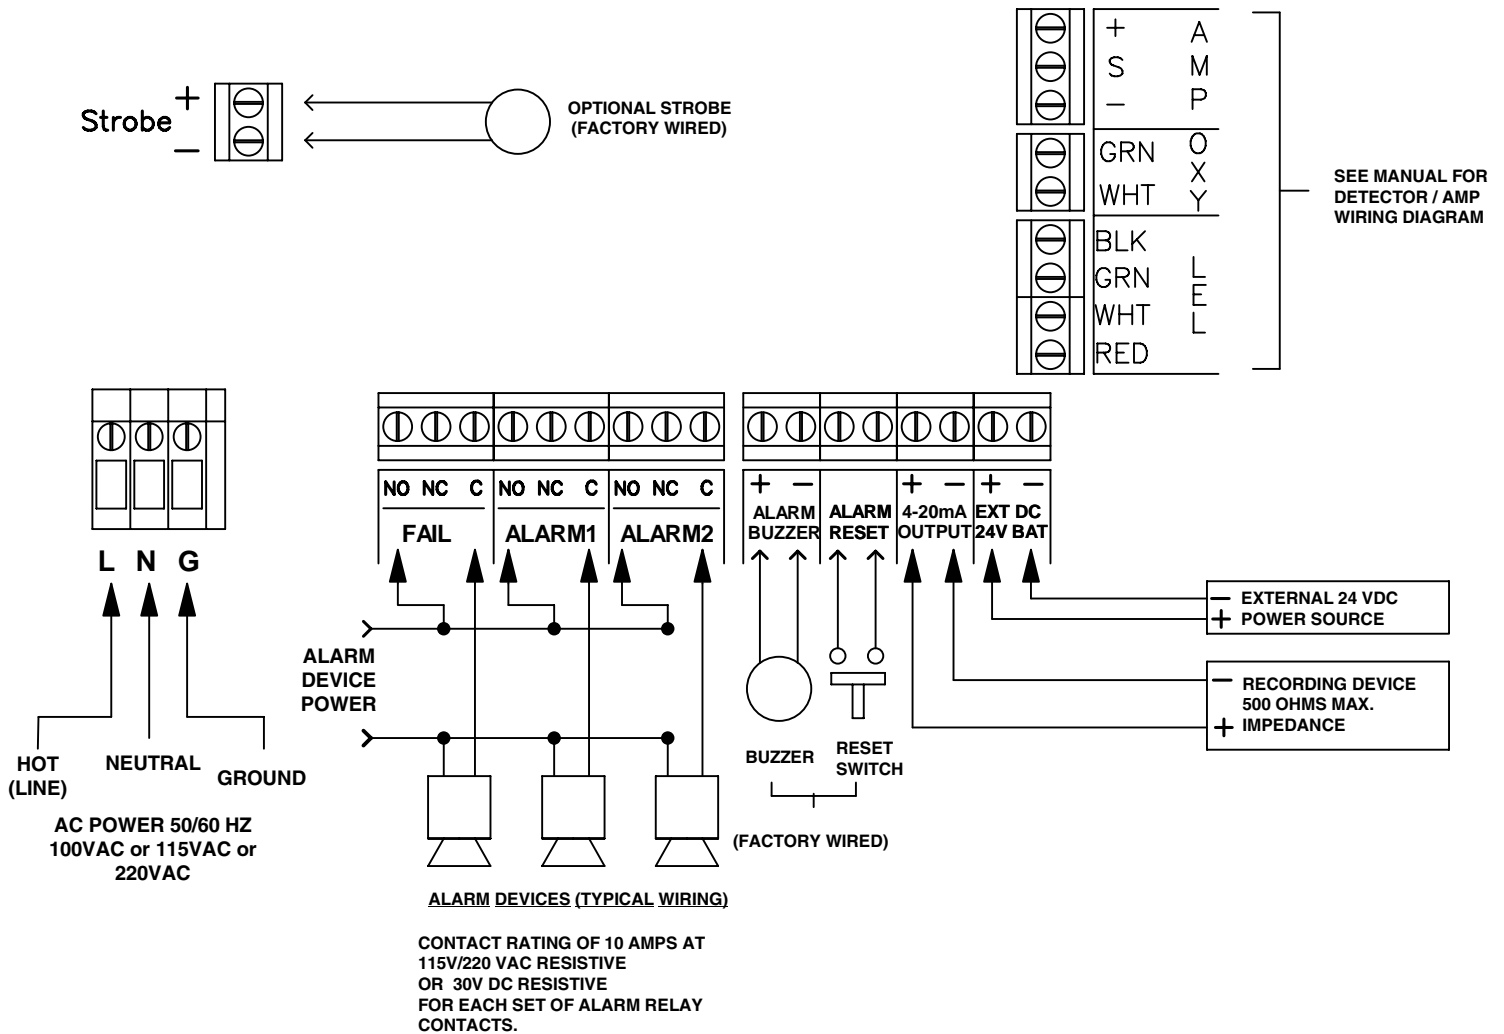 Strobe
+
−
OPTIONAL STROBE
(FACTORY WIRED)
+
S
−
AMP
GRN
WHT
OXY
BLK
GRN
WHT
RED
LEL
SEE MANUAL FOR
DETECTOR / AMP
WIRING DIAGRAM
L N G
HOT
(LINE)
NEUTRAL
GROUND
AC POWER 50/60 HZ
100VAC or 115VAC or
220VAC
NO NC C
FAIL
NO NC C
ALARM1
NO NC C
ALARM2
+ −
ALARM
BUZZER
ALARM
RESET
+ −
4-20mA
OUTPUT
+ −
EXT DC
24V BAT
ALARM
DEVICE
POWER
BUZZER
RESET
SWITCH
(FACTORY WIRED)
− EXTERNAL 24 VDC
+ POWER SOURCE
− RECORDING DEVICE
500 OHMS MAX.
+ IMPEDANCE
ALARM DEVICES (TYPICAL WIRING)
CONTACT RATING OF 10 AMPS AT
115V/220 VAC RESISTIVE
OR 30V DC RESISTIVE
FOR EACH SET OF ALARM RELAY
CONTACTS.